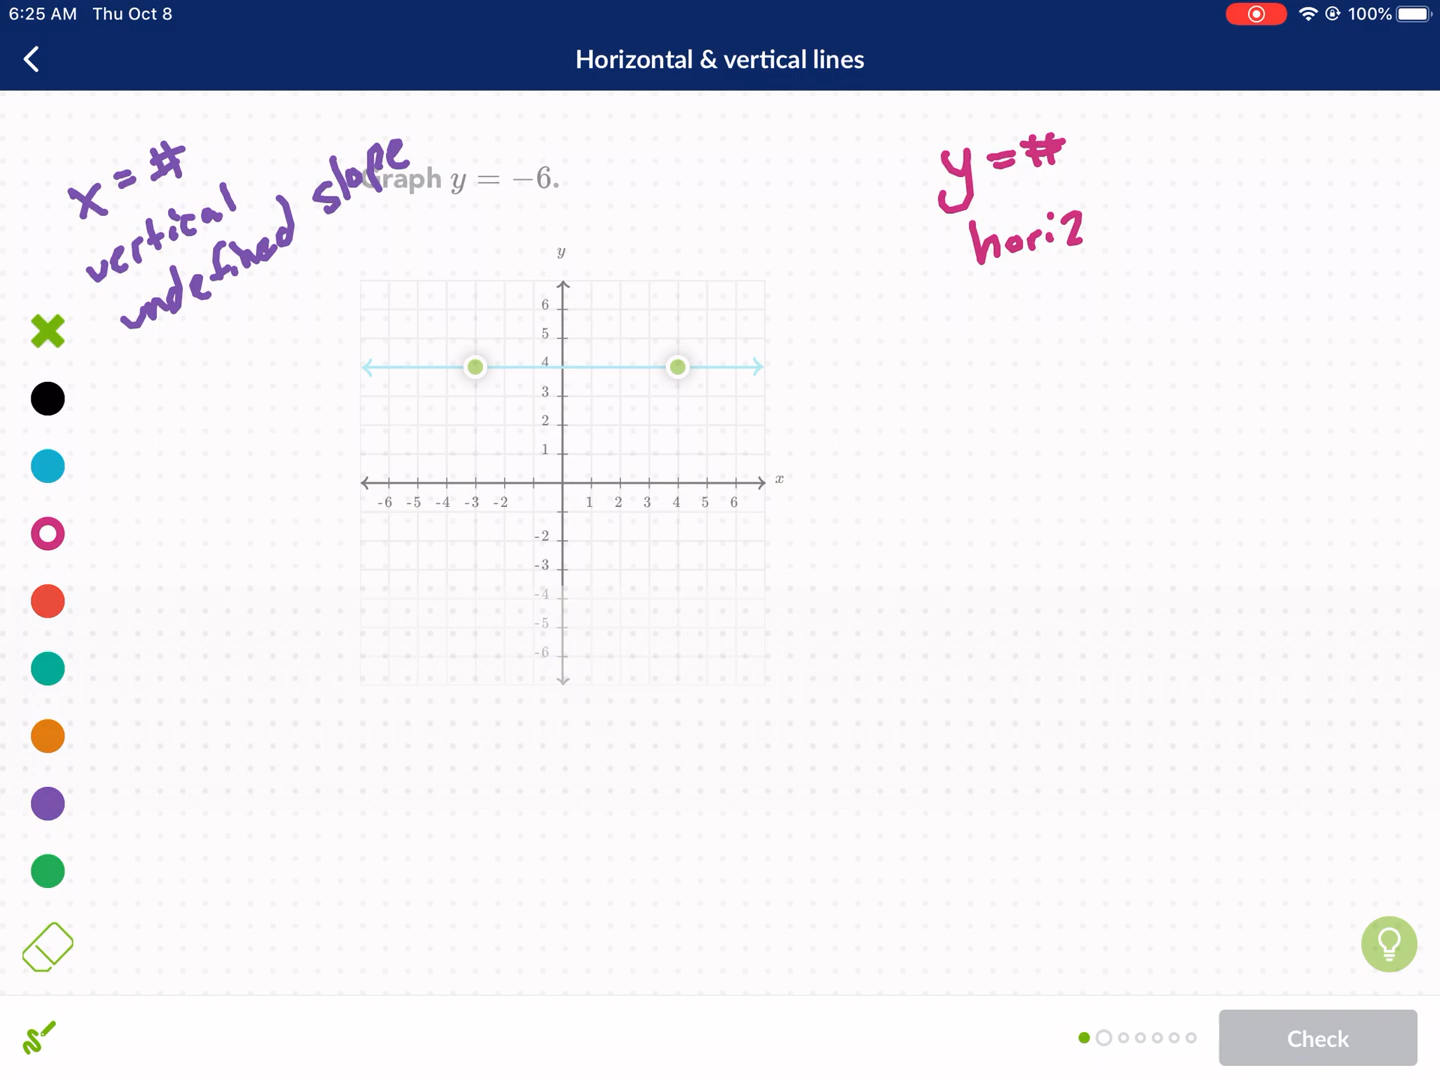 6:25 AM Thu Oct 8
100%
Horizontal & vertical lines
x = #
vertical
undefined slope
Graph y = −6.
y = #
horiz
y
6
5
4
3
2
1
x
-6 -5 -4 -3 -2 1 2 3 4 5 6
-2
-3
-4
-5
-6
Check